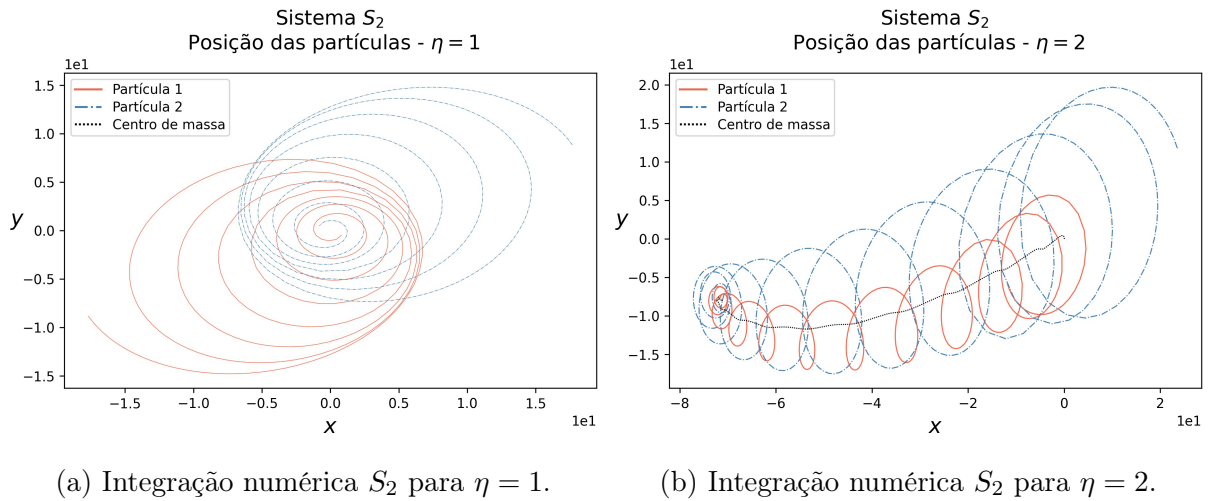 Sistema S₂
Posição das partículas - η = 1
1e1
Partícula 1
Partícula 2
Centro de massa
1.5
1.0
0.5
0.0
−0.5
−1.0
−1.5
y
−1.5 −1.0 −0.5 0.0 0.5 1.0 1.5
1e1
x
(a) Integração numérica S₂ para η = 1.
Sistema S₂
Posição das partículas - η = 2
1e1
Partícula 1
Partícula 2
Centro de massa
2.0
1.5
1.0
0.5
0.0
−0.5
−1.0
−1.5
y
−8 −6 −4 −2 0 2
1e1
x
(b) Integração numérica S₂ para η = 2.